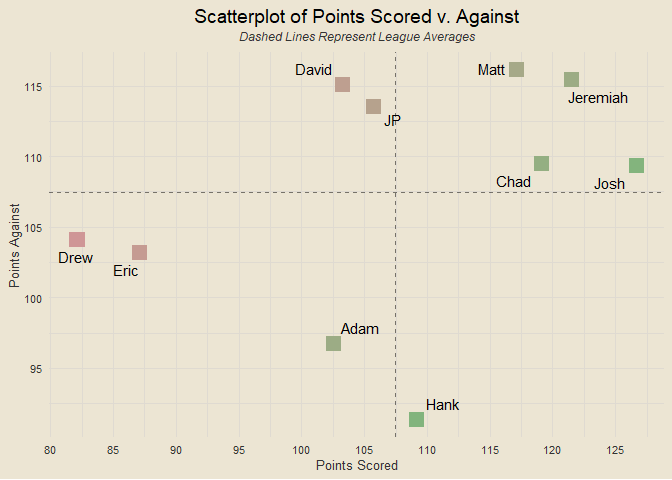 Scatterplot of Points Scored v. Against
Dashed Lines Represent League Averages
David
Matt
Jeremiah
JP
Chad
Josh
Drew
Eric
Adam
Hank
115
110
105
100
95
Points Against
80 85 90 95 100 105 110 115 120 125
Points Scored